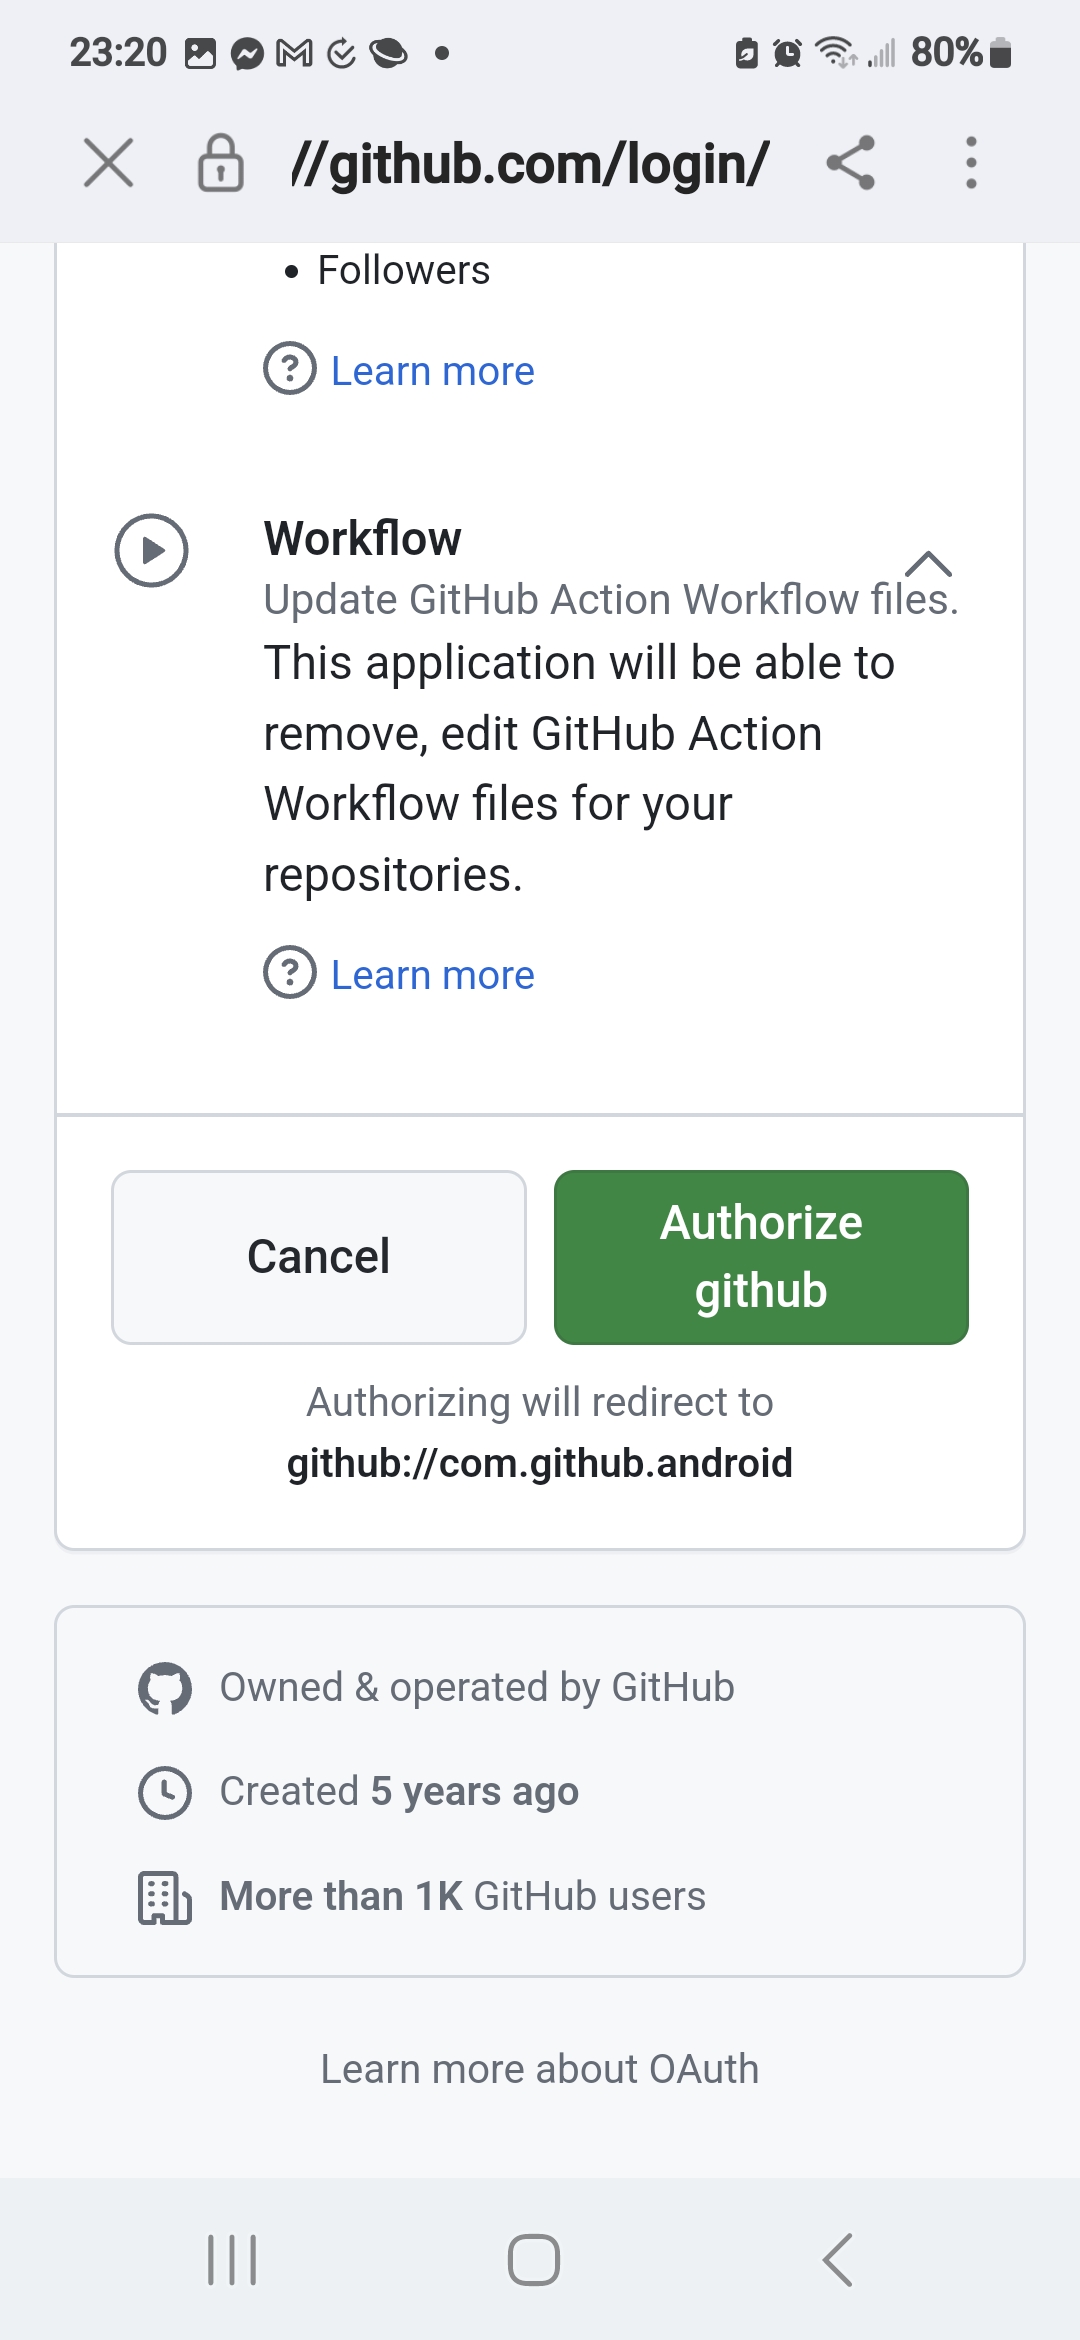 23:20
80%
//github.com/login/
• Followers
Learn more
Workflow
Update GitHub Action Workflow files.
This application will be able to
remove, edit GitHub Action
Workflow files for your
repositories.
Learn more
Cancel
Authorize
github
Authorizing will redirect to
github://com.github.android
Owned & operated by GitHub
Created 5 years ago
More than 1K GitHub users
Learn more about OAuth